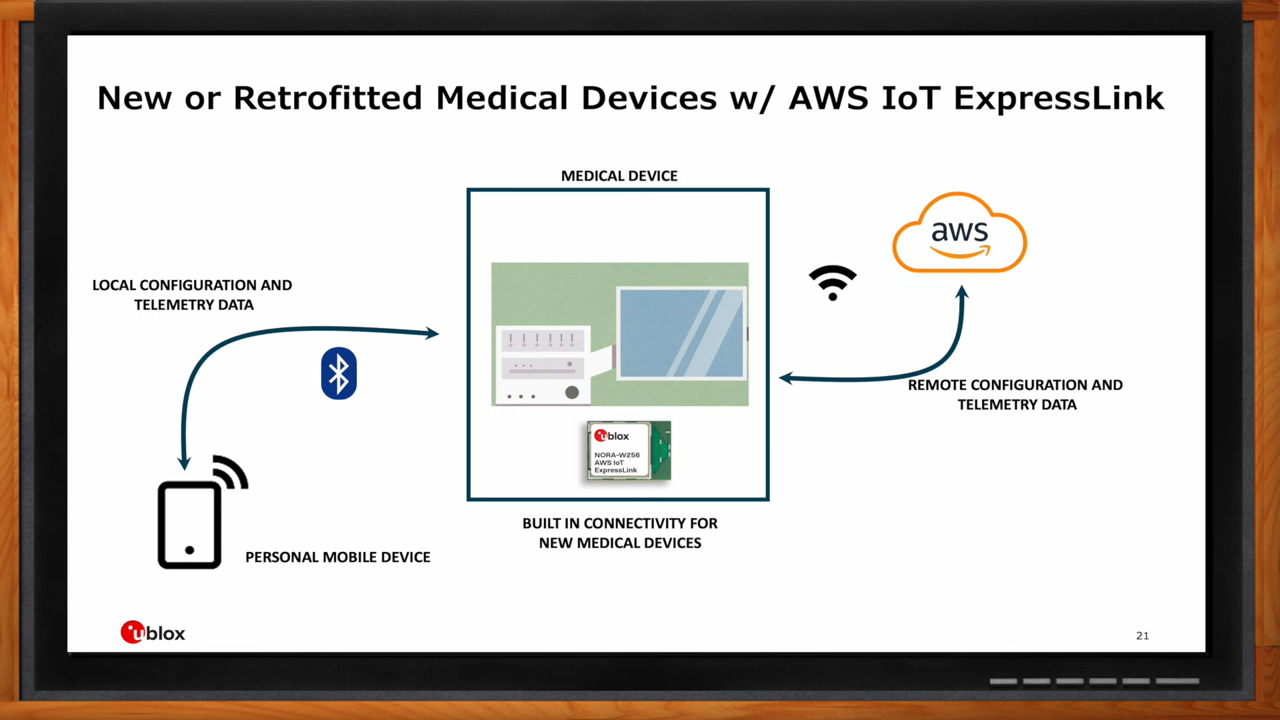 New or Retrofitted Medical Devices w/ AWS IoT ExpressLink
MEDICAL DEVICE
aws
LOCAL CONFIGURATION AND
TELEMETRY DATA
REMOTE CONFIGURATION AND
TELEMETRY DATA
ublox
NORA-W256
AWS IoT
ExpressLink
BUILT IN CONNECTIVITY FOR
NEW MEDICAL DEVICES
PERSONAL MOBILE DEVICE
ublox
21